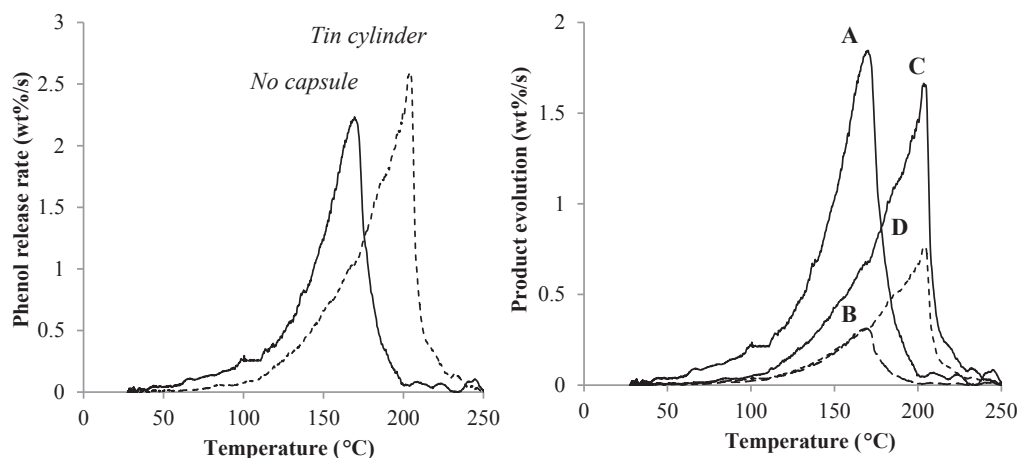 3
2.5
2
1.5
1
0.5
0
0 50 100 150 200 250
Phenol release rate (wt%/s)
Temperature (°C)
Tin cylinder
No capsule
2
1.5
1
0.5
0
0 50 100 150 200 250
Product evolution (wt%/s)
Temperature (°C)
A
C
D
B